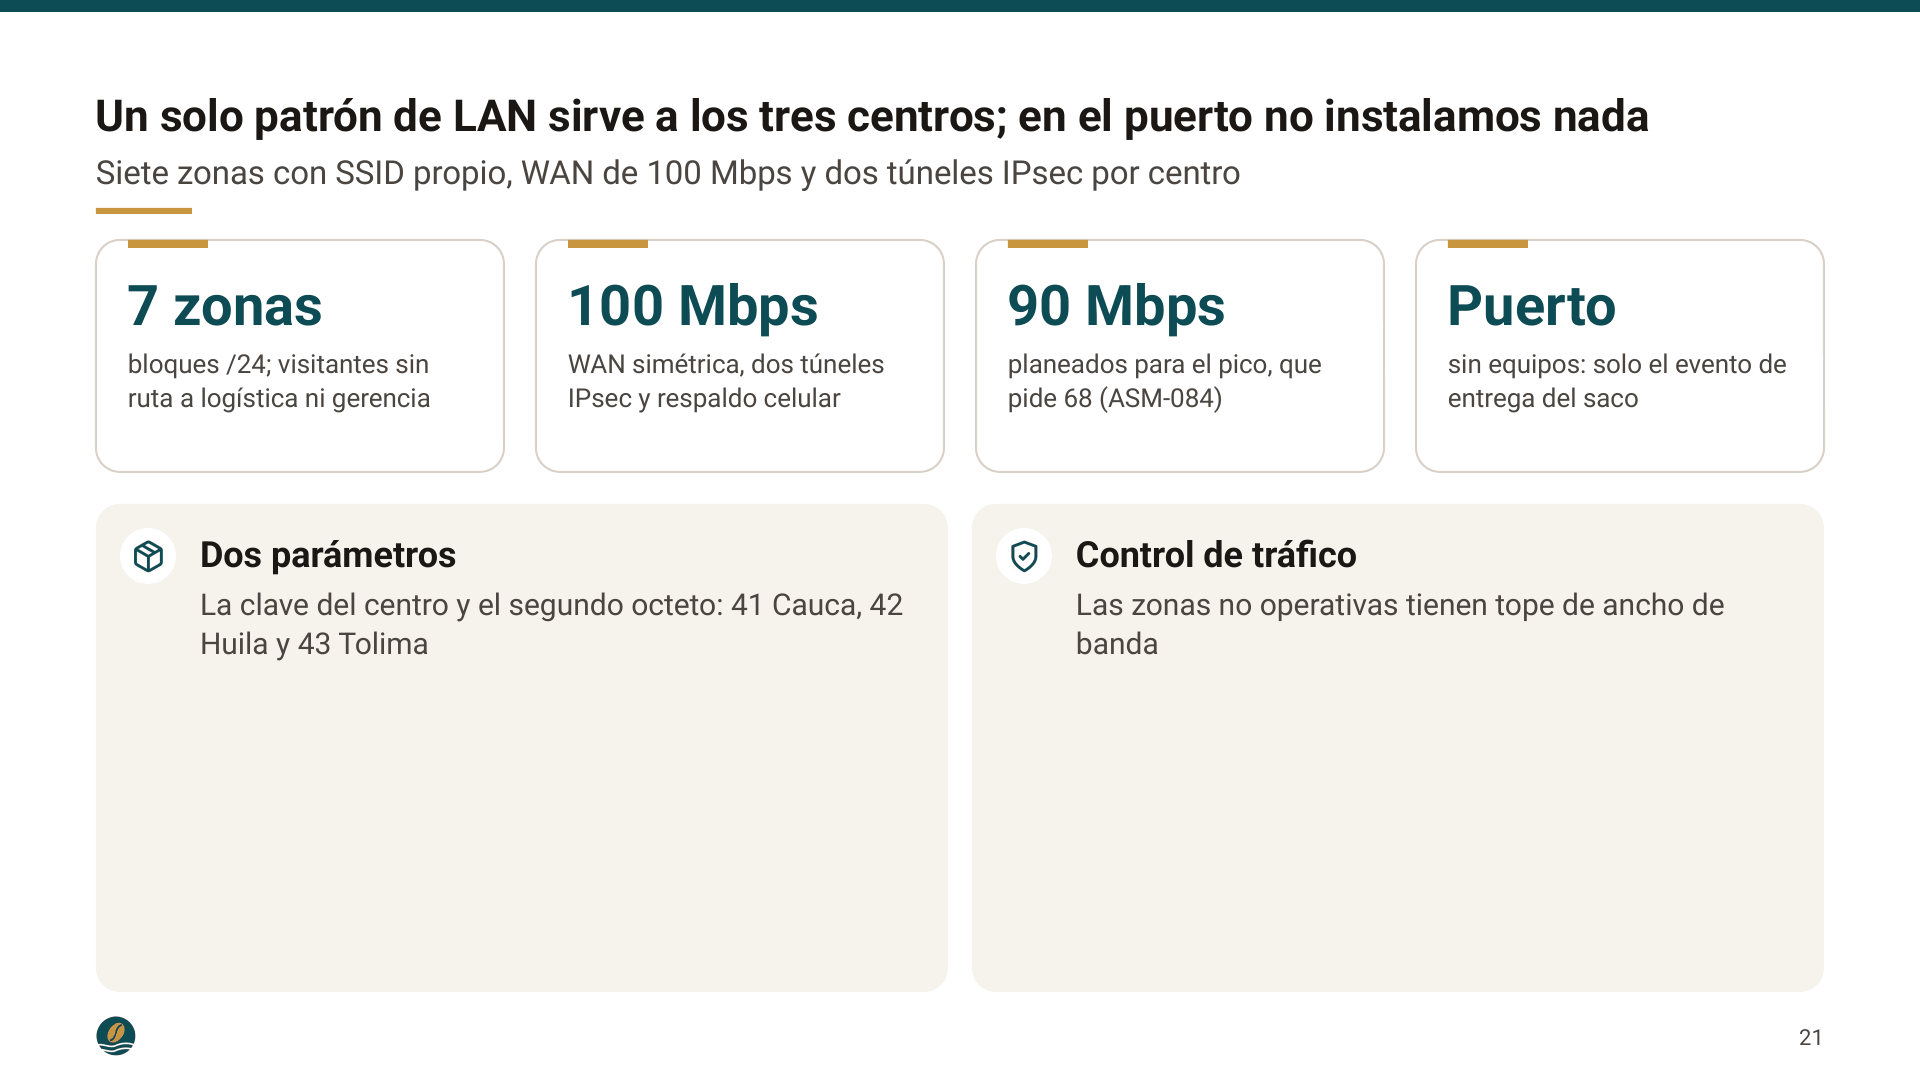 Un solo patrón de LAN sirve a los tres centros; en el puerto no instalamos nada
Siete zonas con SSID propio, WAN de 100 Mbps y dos túneles IPsec por centro
7 zonas
bloques /24; visitantes sin
ruta a logística ni gerencia
100 Mbps
WAN simétrica, dos túneles
IPsec y respaldo celular
90 Mbps
planeados para el pico, que
pide 68 (ASM-084)
Puerto
sin equipos: solo el evento de
entrega del saco
Dos parámetros
La clave del centro y el segundo octeto: 41 Cauca, 42
Huila y 43 Tolima
Control de tráfico
Las zonas no operativas tienen tope de ancho de
banda
21